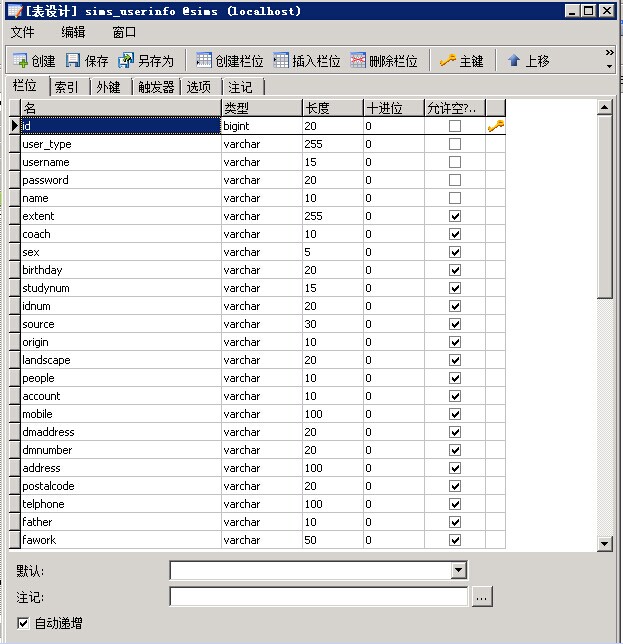 [表设计] sims_userinfo @sims (localhost)
文件 编辑 窗口
创建 保存 另存为 创建栏位 插入栏位 删除栏位 主键 上移 »
栏位 索引 外键 触发器 选项 注记
名 类型 长度 十进位 允许空?..
id bigint 20 0
user_type varchar 255 0
username varchar 15 0
password varchar 20 0
name varchar 10 0
extent varchar 255 0
coach varchar 10 0
sex varchar 5 0
birthday varchar 20 0
studynum varchar 15 0
idnum varchar 20 0
source varchar 30 0
origin varchar 10 0
landscape varchar 20 0
people varchar 10 0
account varchar 10 0
mobile varchar 100 0
dmaddress varchar 20 0
dmnumber varchar 20 0
address varchar 100 0
postalcode varchar 20 0
telphone varchar 100 0
father varchar 10 0
fawork varchar 50 0
默认:
注记: ...
自动递增